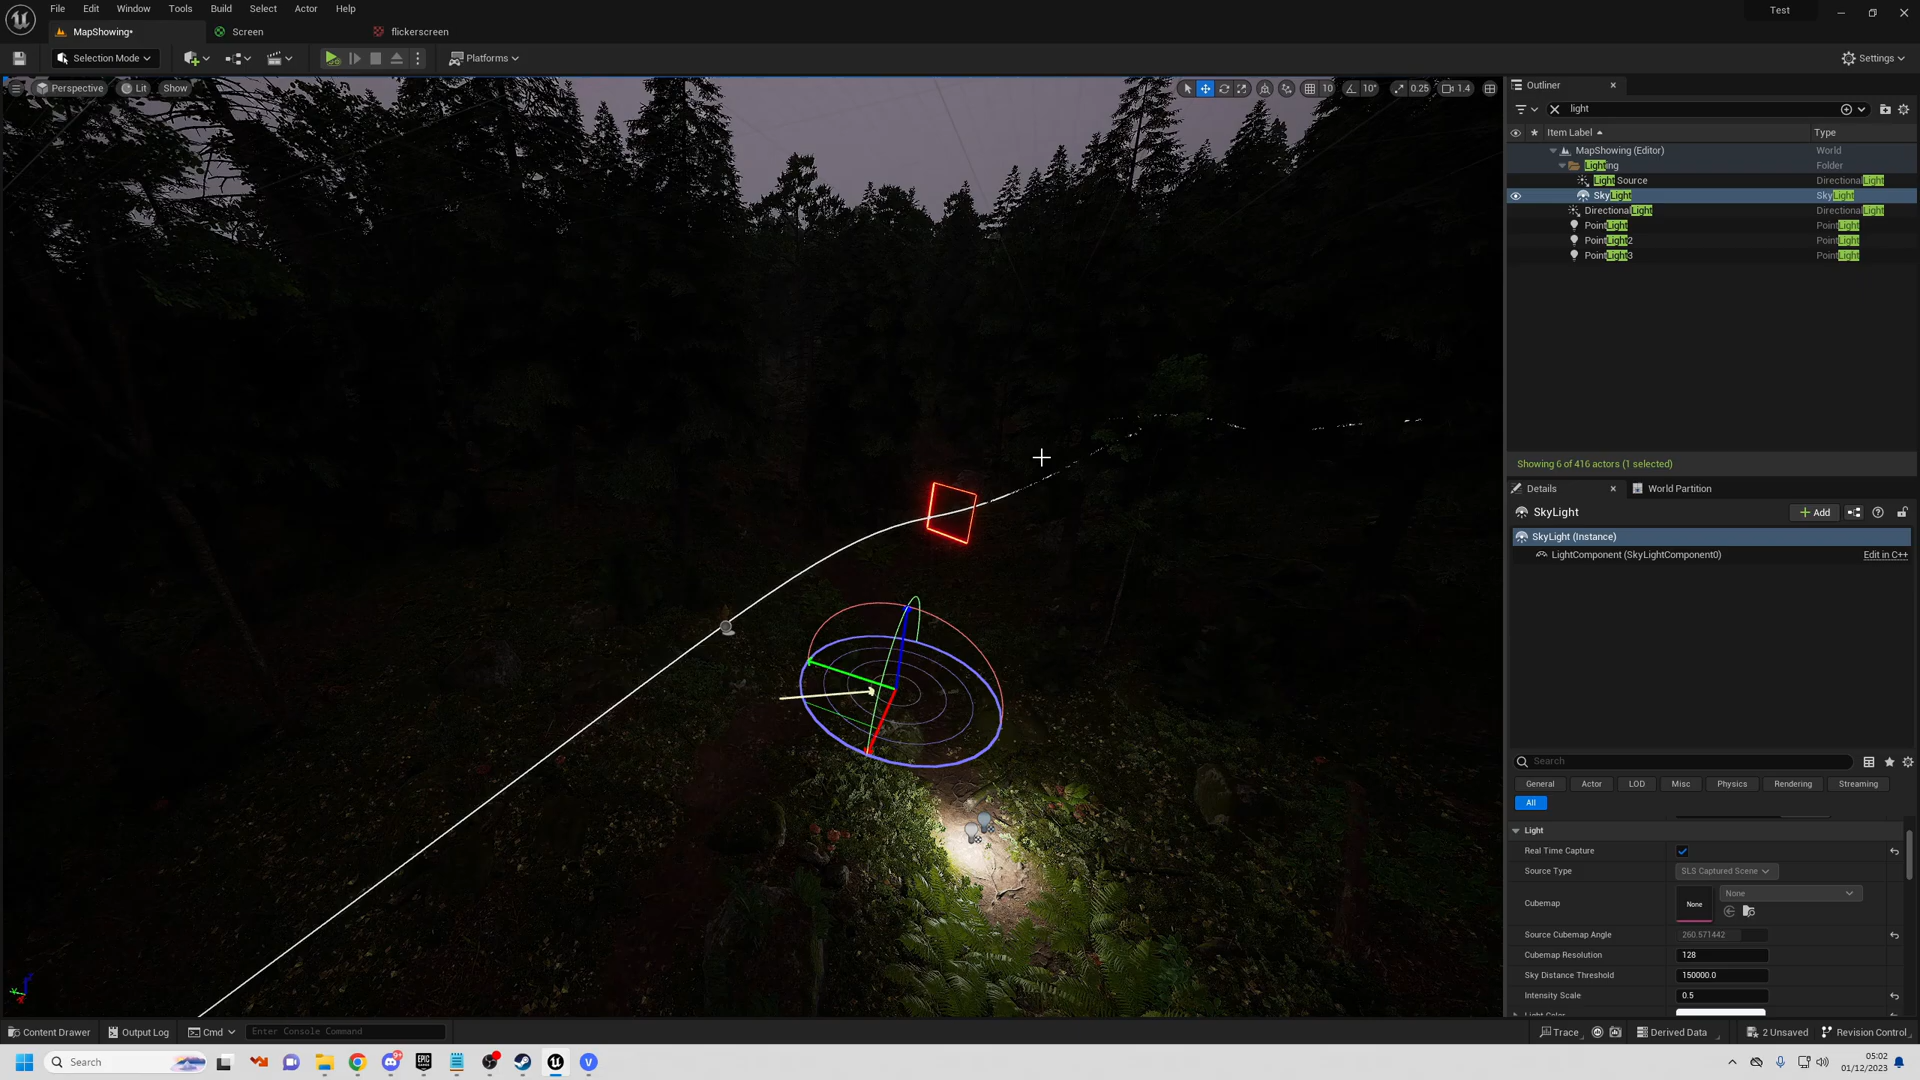 File Edit Window Tools Build Select Actor Help
Test
MapShowing•
Screen
flickerscreen
Selection Mode
Platforms
Settings
Perspective
Lit
Show
10
10°
0.25
1.4
Outliner
light
Item Label
Type
MapShowing (Editor)
World
Lighting
Folder
Light Source
DirectionalLight
SkyLight
SkyLight
DirectionalLight
DirectionalLight
PointLight
PointLight
PointLight2
PointLight
PointLight3
PointLight
Showing 6 of 416 actors (1 selected)
Details
World Partition
SkyLight
Add
SkyLight (Instance)
LightComponent (SkyLightComponent0)
Edit in C++
Search
General
Actor
LOD
Misc
Physics
Rendering
Streaming
All
Light
Real Time Capture
Source Type
SLS Captured Scene
Cubemap
None
None
Source Cubemap Angle
260.571442
Cubemap Resolution
128
Sky Distance Threshold
150000.0
Intensity Scale
0.5
Light Color
Content Drawer
Output Log
Cmd
Enter Console Command
Trace
Derived Data
2 Unsaved
Revision Control
Search
9+
EPIC
GAMES
V
05:02
01/12/2023